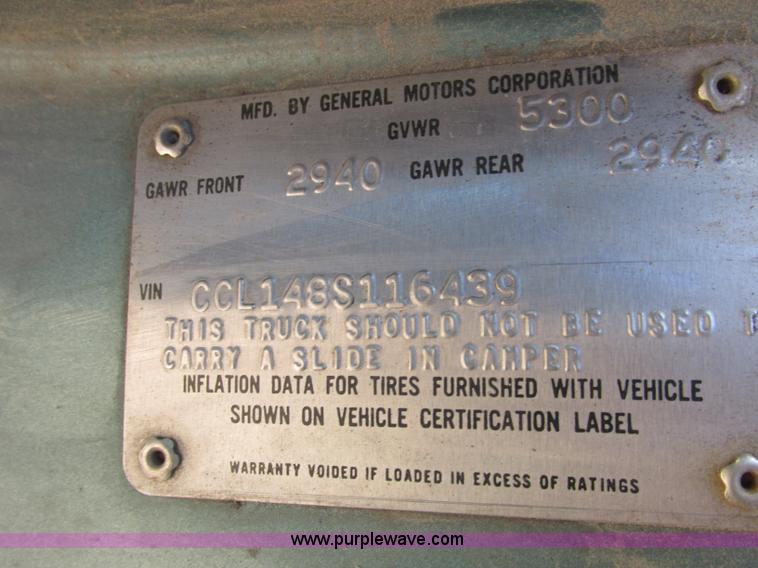 MFD. BY GENERAL MOTORS CORPORATION
GVWR 5300
GAWR FRONT 2940 GAWR REAR 2940
VIN CCL148S116439
THIS TRUCK SHOULD NOT BE USED T
CARRY A SLIDE IN CAMPER
INFLATION DATA FOR TIRES FURNISHED WITH VEHICLE
SHOWN ON VEHICLE CERTIFICATION LABEL
WARRANTY VOIDED IF LOADED IN EXCESS OF RATINGS
www.purplewave.com